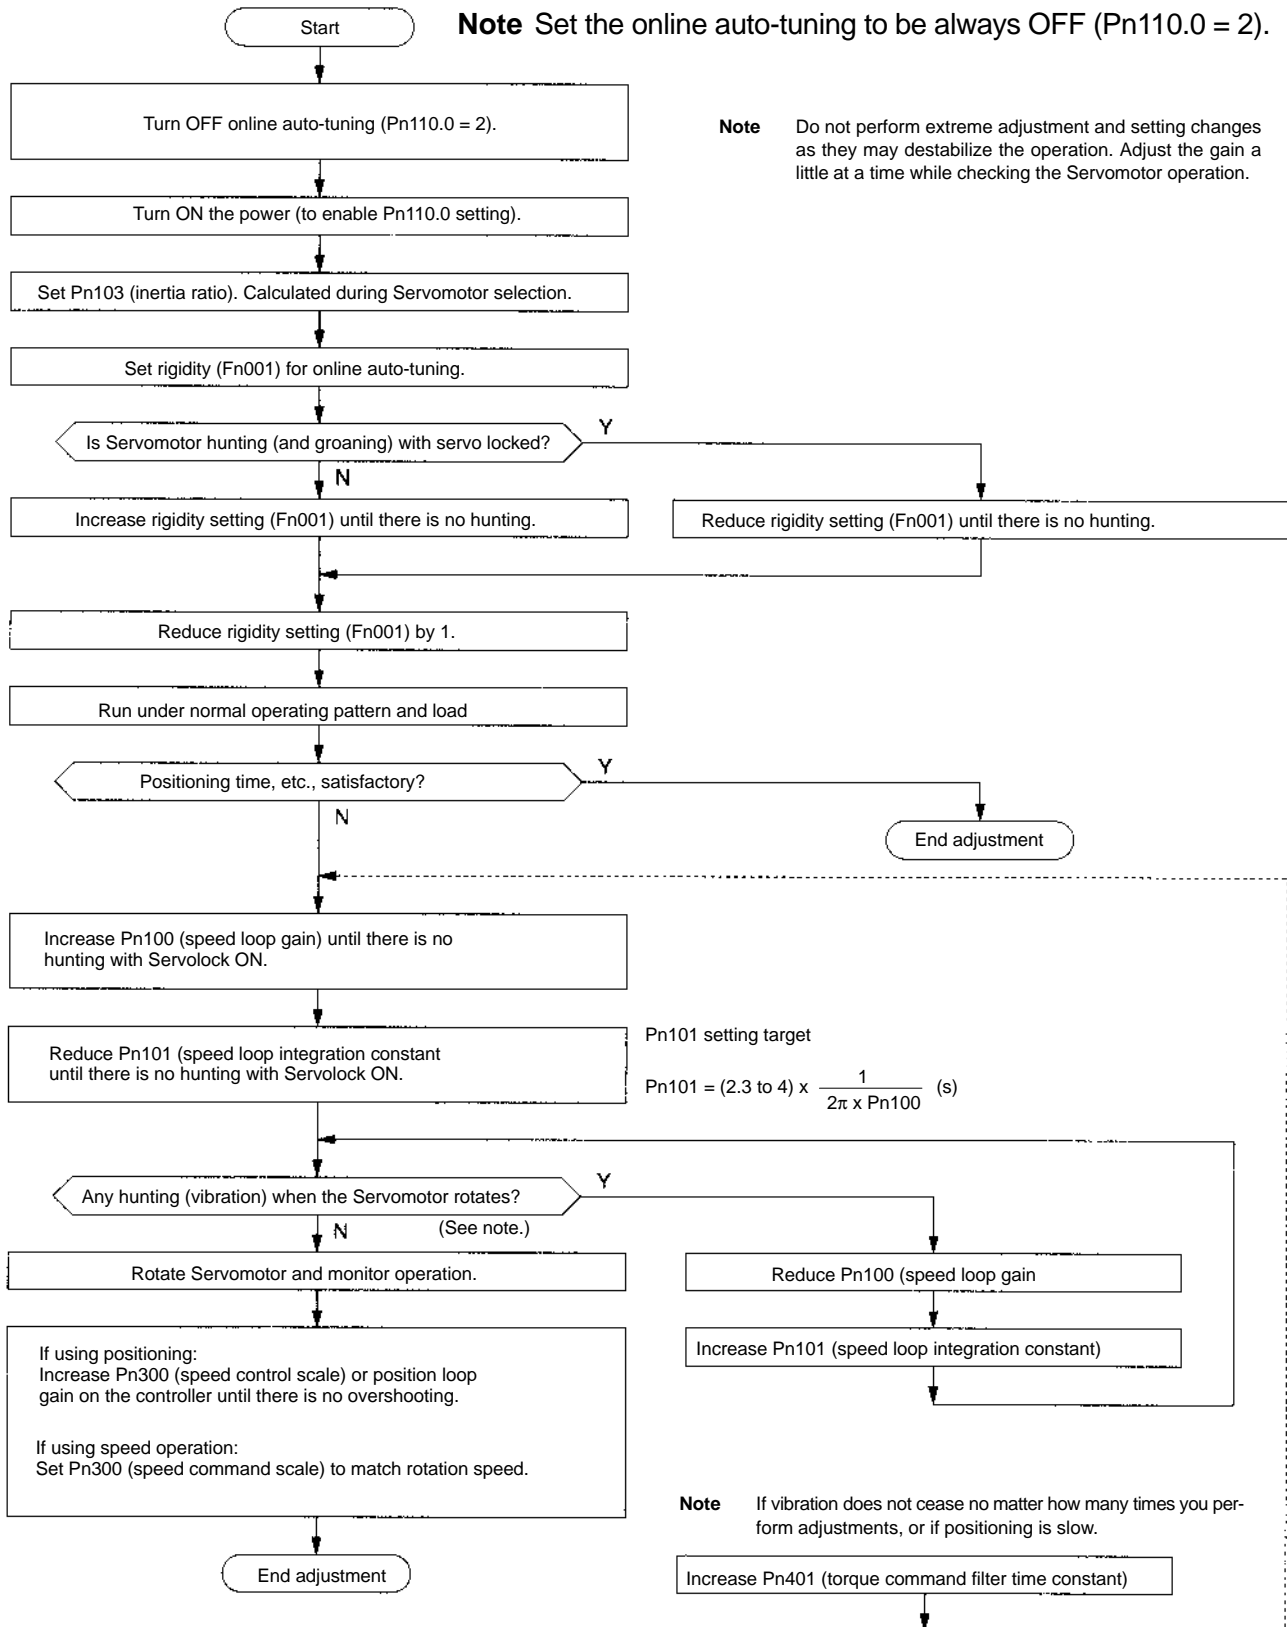 Start
Note Set the online auto-tuning to be always OFF (Pn110.0 = 2).
Turn OFF online auto-tuning (Pn110.0 = 2).
Note Do not perform extreme adjustment and setting changes
as they may destabilize the operation. Adjust the gain a
little at a time while checking the Servomotor operation.
Turn ON the power (to enable Pn110.0 setting).
Set Pn103 (inertia ratio). Calculated during Servomotor selection.
Set rigidity (Fn001) for online auto-tuning.
Is Servomotor hunting (and groaning) with servo locked?
Y
N
Increase rigidity setting (Fn001) until there is no hunting.
Reduce rigidity setting (Fn001) until there is no hunting.
Reduce rigidity setting (Fn001) by 1.
Run under normal operating pattern and load
Positioning time, etc., satisfactory?
Y
N
End adjustment
Increase Pn100 (speed loop gain) until there is no
hunting with Servolock ON.
Reduce Pn101 (speed loop integration constant
until there is no hunting with Servolock ON.
Pn101 setting target
Pn101 = (2.3 to 4) x 1 / 2π x Pn100 (s)
Any hunting (vibration) when the Servomotor rotates?
Y
N
(See note.)
Rotate Servomotor and monitor operation.
Reduce Pn100 (speed loop gain
Increase Pn101 (speed loop integration constant)
If using positioning:
Increase Pn300 (speed control scale) or position loop
gain on the controller until there is no overshooting.
If using speed operation:
Set Pn300 (speed command scale) to match rotation speed.
Note If vibration does not cease no matter how many times you per-
form adjustments, or if positioning is slow.
End adjustment
Increase Pn401 (torque command filter time constant)